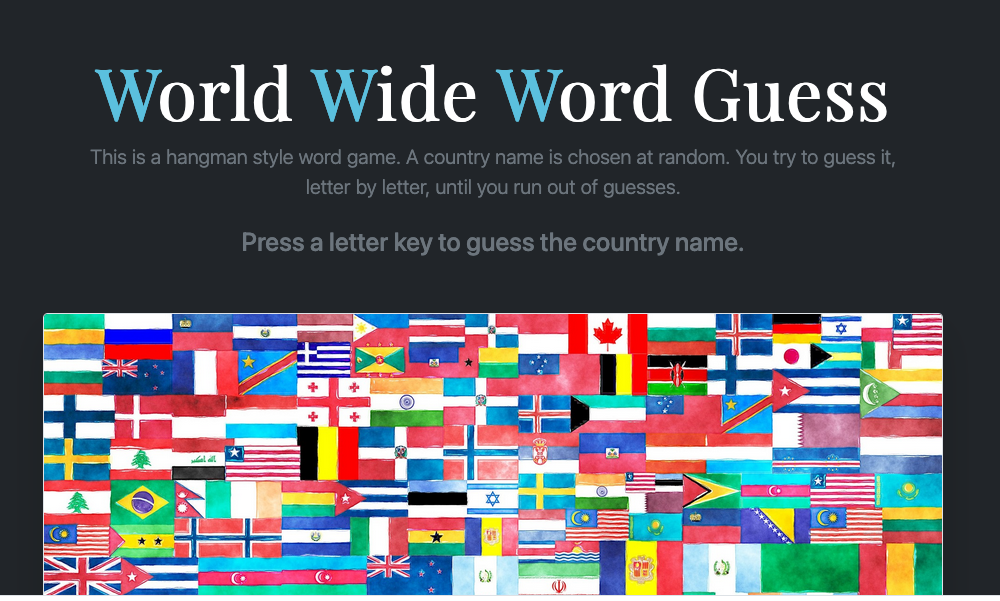 World Wide Word Guess
This is a hangman style word game. A country name is chosen at random. You try to guess it,
letter by letter, until you run out of guesses.
Press a letter key to guess the country name.